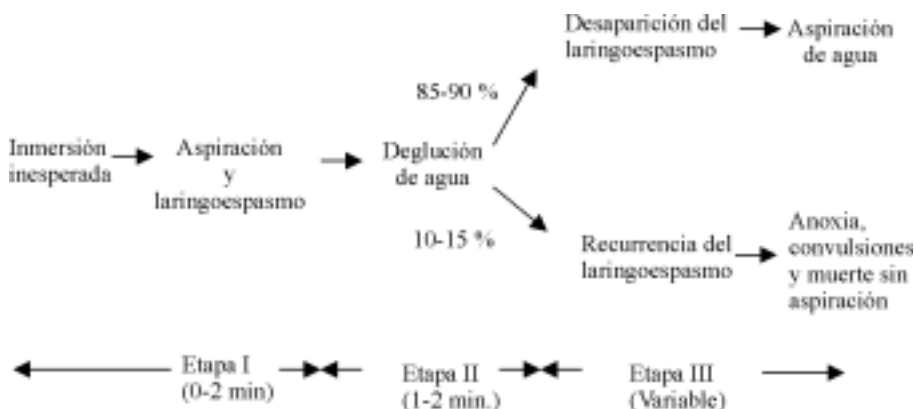 Desaparición del
laringoespasmo
Aspiración
de agua
85-90 %
Inmersión
inesperada
Aspiración
y
laringoespasmo
Deglución
de agua
10-15 %
Recurrencia del
laringoespasmo
Anoxia,
convulsiones
y muerte sin
aspiración
Etapa I
(0-2 min)
Etapa II
(1-2 min.)
Etapa III
(Variable)